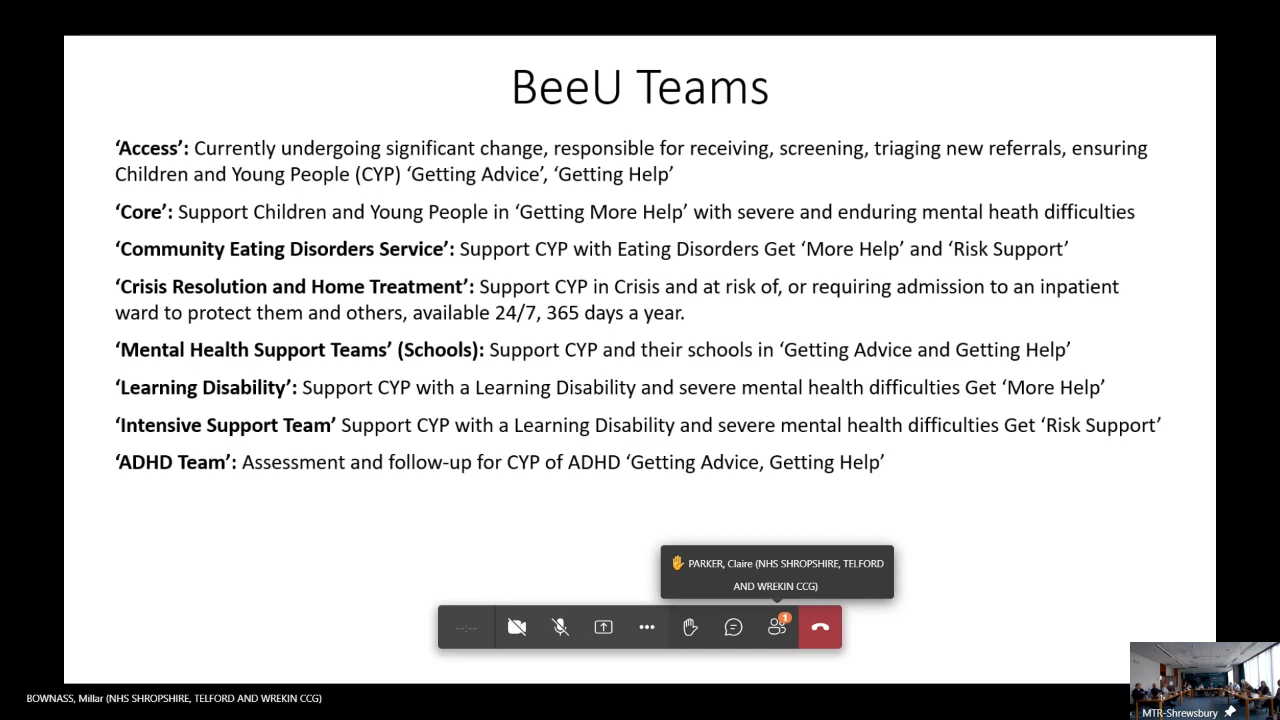 BeeU Teams
‘Access’: Currently undergoing significant change, responsible for receiving, screening, triaging new referrals, ensuring
Children and Young People (CYP) ‘Getting Advice’, ‘Getting Help’
‘Core’: Support Children and Young People in ‘Getting More Help’ with severe and enduring mental heath difficulties
‘Community Eating Disorders Service’: Support CYP with Eating Disorders Get ‘More Help’ and ‘Risk Support’
‘Crisis Resolution and Home Treatment’: Support CYP in Crisis and at risk of, or requiring admission to an inpatient
ward to protect them and others, available 24/7, 365 days a year.
‘Mental Health Support Teams’ (Schools): Support CYP and their schools in ‘Getting Advice and Getting Help’
‘Learning Disability’: Support CYP with a Learning Disability and severe mental health difficulties Get ‘More Help’
‘Intensive Support Team’ Support CYP with a Learning Disability and severe mental health difficulties Get ‘Risk Support’
‘ADHD Team’: Assessment and follow-up for CYP of ADHD ‘Getting Advice, Getting Help’
PARKER, Claire (NHS SHROPSHIRE, TELFORD
AND WREKIN CCG)
--:--
1
BOWNASS, Millar (NHS SHROPSHIRE, TELFORD AND WREKIN CCG)
MTR-Shrewsbury